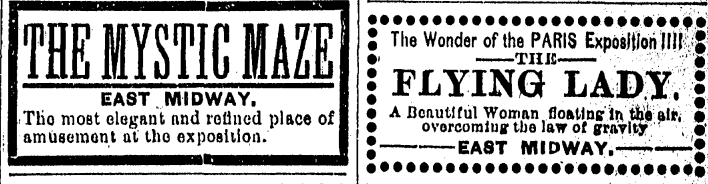 THE MYSTIC MAZE
EAST MIDWAY.
The most elegant and refined place of
amusement at the exposition.
The Wonder of the PARIS Exposition !!!!
THE
FLYING LADY.
A Beautiful Woman floating in the air,
overcoming the law of gravity
EAST MIDWAY.